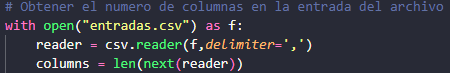 # Obtener el numero de columnas en la entrada del archivo
with open("entradas.csv") as f:
    reader = csv.reader(f,delimiter=',')
    columns = len(next(reader))